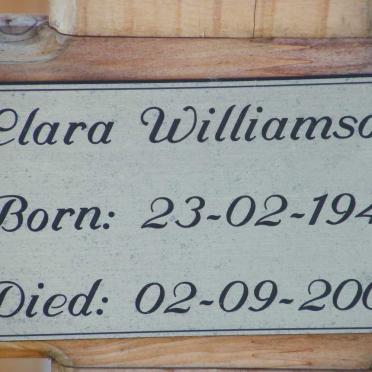 Clara Williamso
Born: 23-02-194
Died: 02-09-200